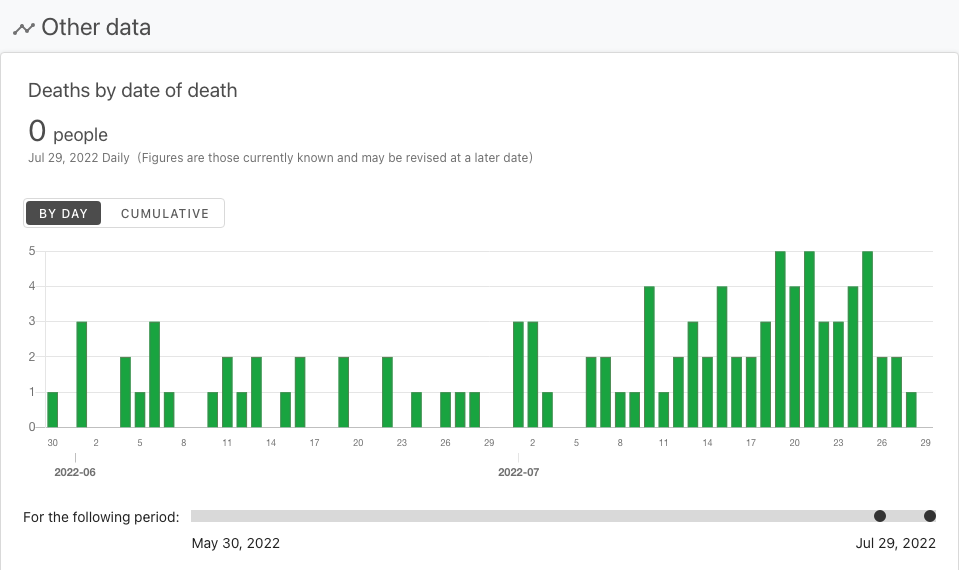 Other data
Deaths by date of death
0 people
Jul 29, 2022 Daily (Figures are those currently known and may be revised at a later date)
BY DAY CUMULATIVE
5
4
3
2
1
0
30 2 5 8 11 14 17 20 23 26 29 2 5 8 11 14 17 20 23 26 29
2022-06 2022-07
For the following period:
May 30, 2022 Jul 29, 2022